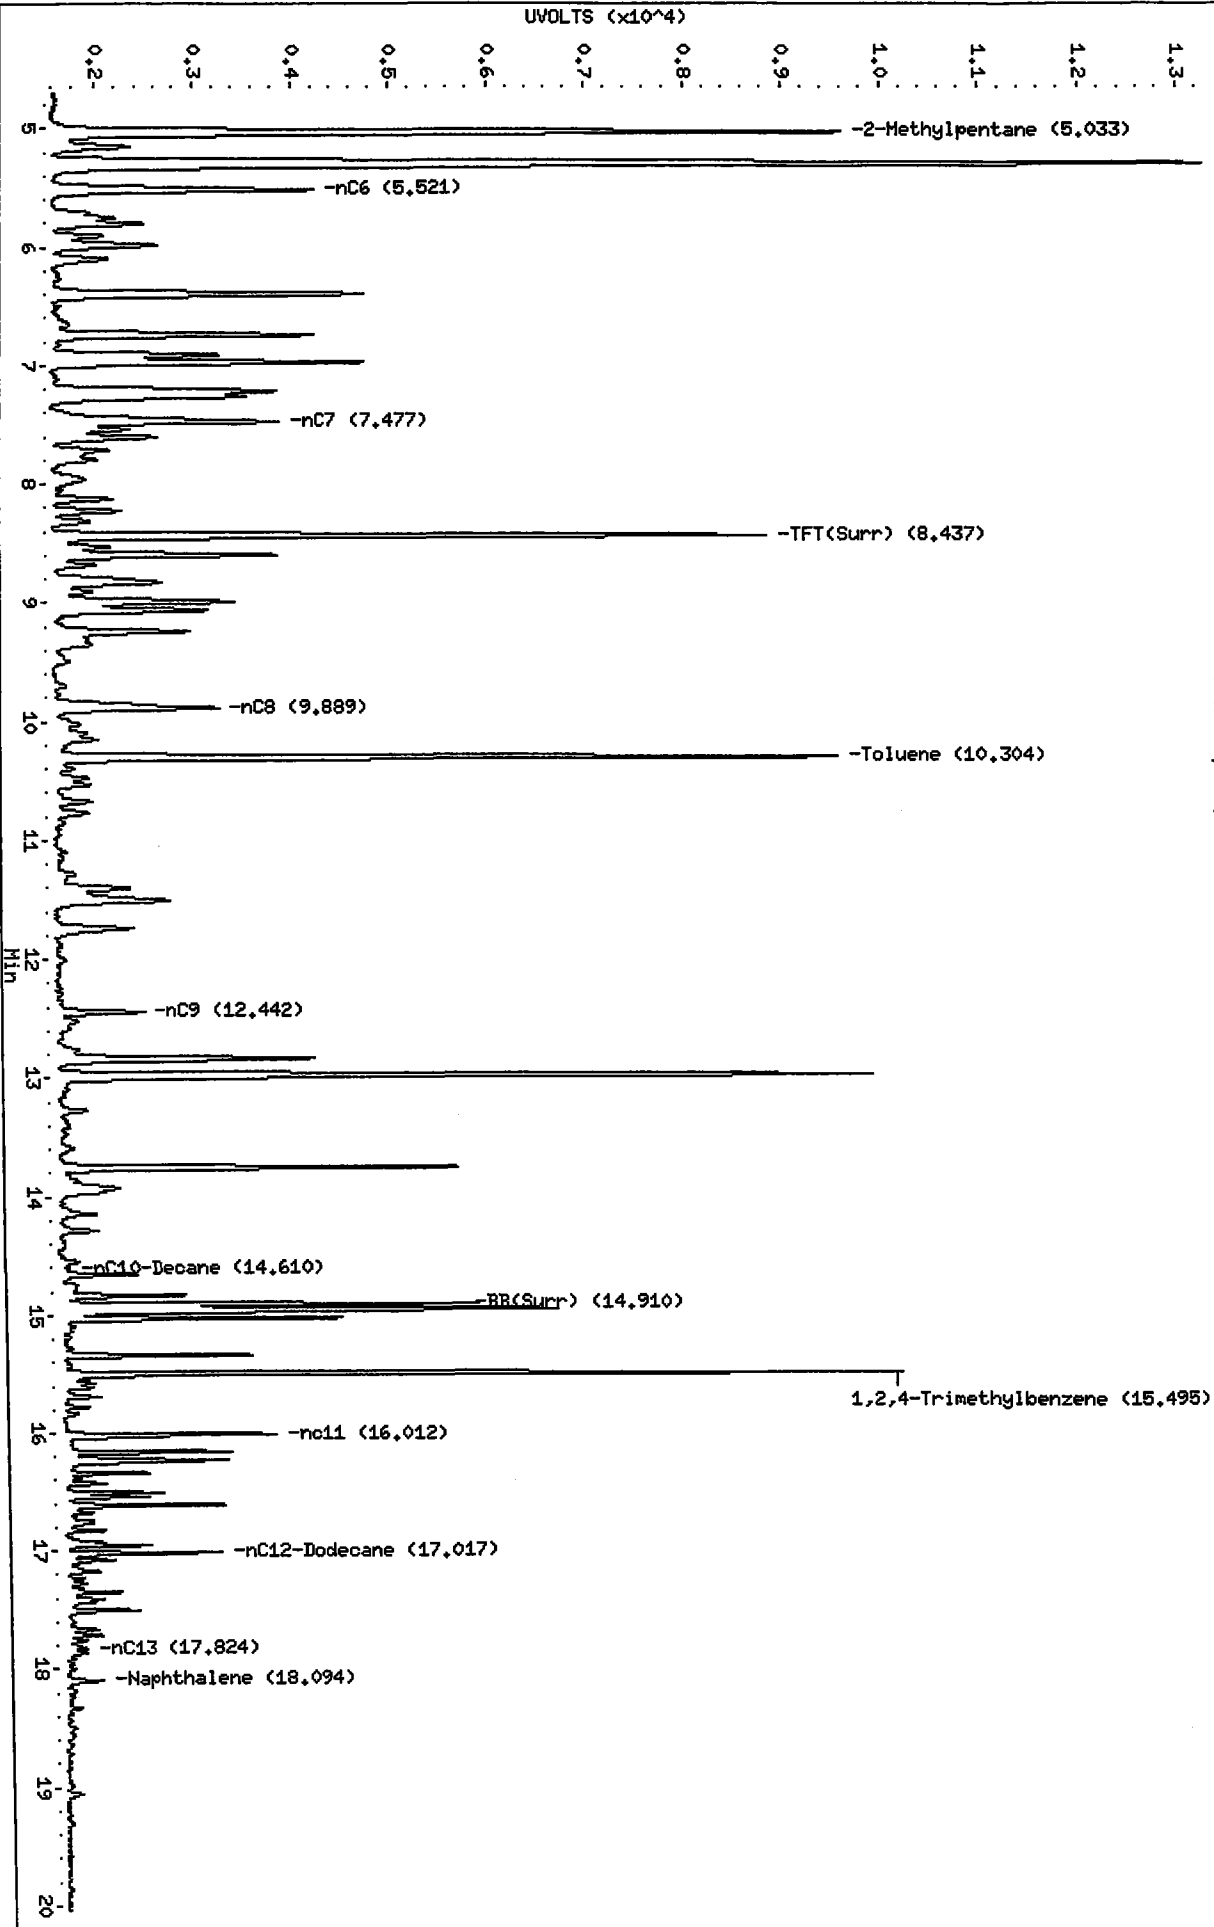 UVOLTS (x10^4)
0.2
0.3
0.4
0.5
0.6
0.7
0.8
0.9
1.0
1.1
1.2
1.3
5
6
7
8
9
10
11
12
13
14
15
16
17
18
19
20
Min
-2-Methylpentane (5.033)
-nC6 (5.521)
-nC7 (7.477)
-TFT(Surr) (8.437)
-nC8 (9.889)
-Toluene (10.304)
-nC9 (12.442)
-nC10-Decane (14.610)
-BB(Surr) (14.910)
1,2,4-Trimethylbenzene (15.495)
-nc11 (16.012)
-nC12-Dodecane (17.017)
-nC13 (17.824)
-Naphthalene (18.094)